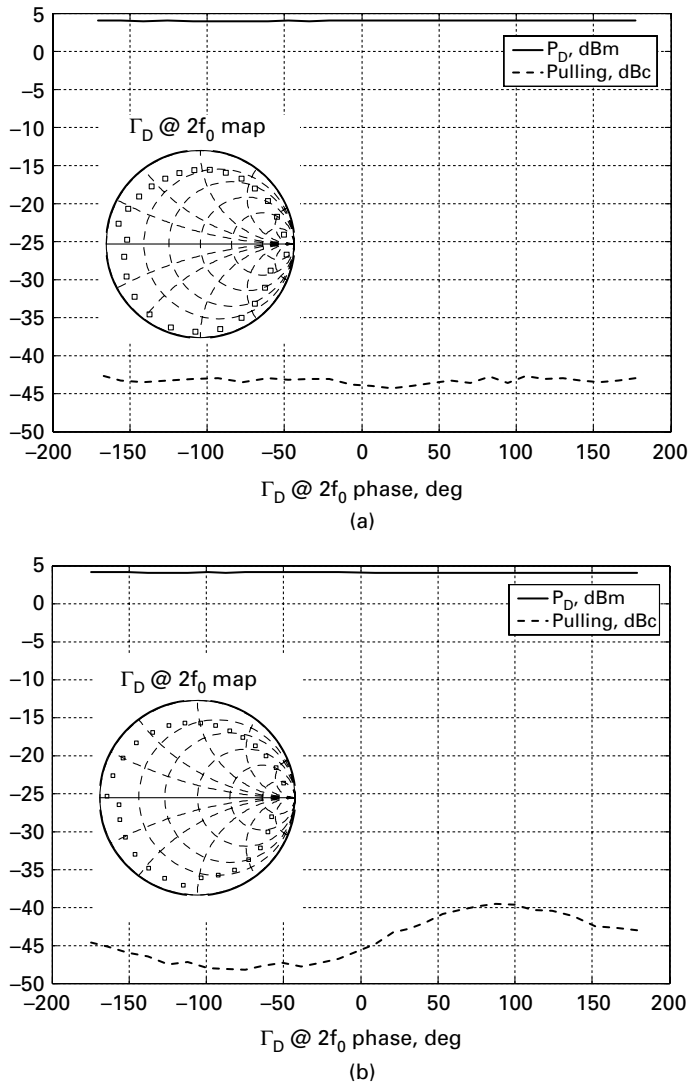 5
0
−5
−10
−15
−20
−25
−30
−35
−40
−45
−50
P_D, dBm
Pulling, dBc
Γ_D @ 2f_0 map
−200 −150 −100 −50 0 50 100 150 200
Γ_D @ 2f_0 phase, deg
(a)
5
0
−5
−10
−15
−20
−25
−30
−35
−40
−45
−50
P_D, dBm
Pulling, dBc
Γ_D @ 2f_0 map
−200 −150 −100 −50 0 50 100 150 200
Γ_D @ 2f_0 phase, deg
(b)